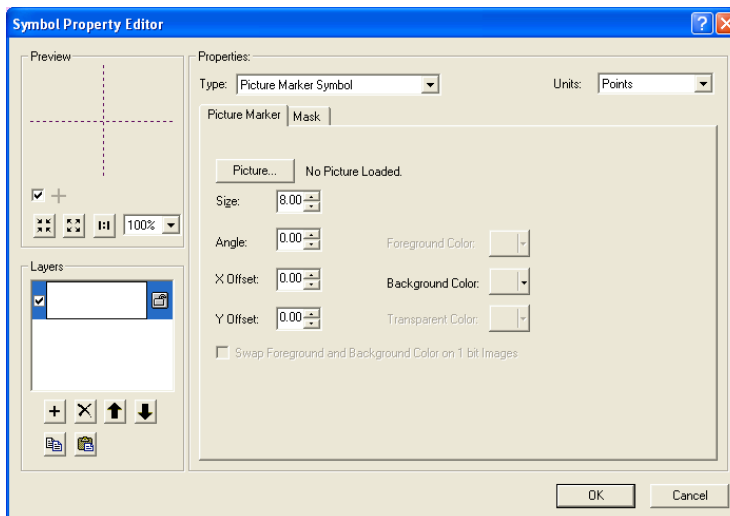 Symbol Property Editor
Preview
100%
Layers
Properties:
Type: Picture Marker Symbol Units: Points
Picture Marker Mask
Picture... No Picture Loaded.
Size: 8.00
Angle: 0.00 Foreground Color:
X Offset: 0.00 Background Color:
Y Offset: 0.00 Transparent Color:
Swap Foreground and Background Color on 1 bit Images
OK Cancel